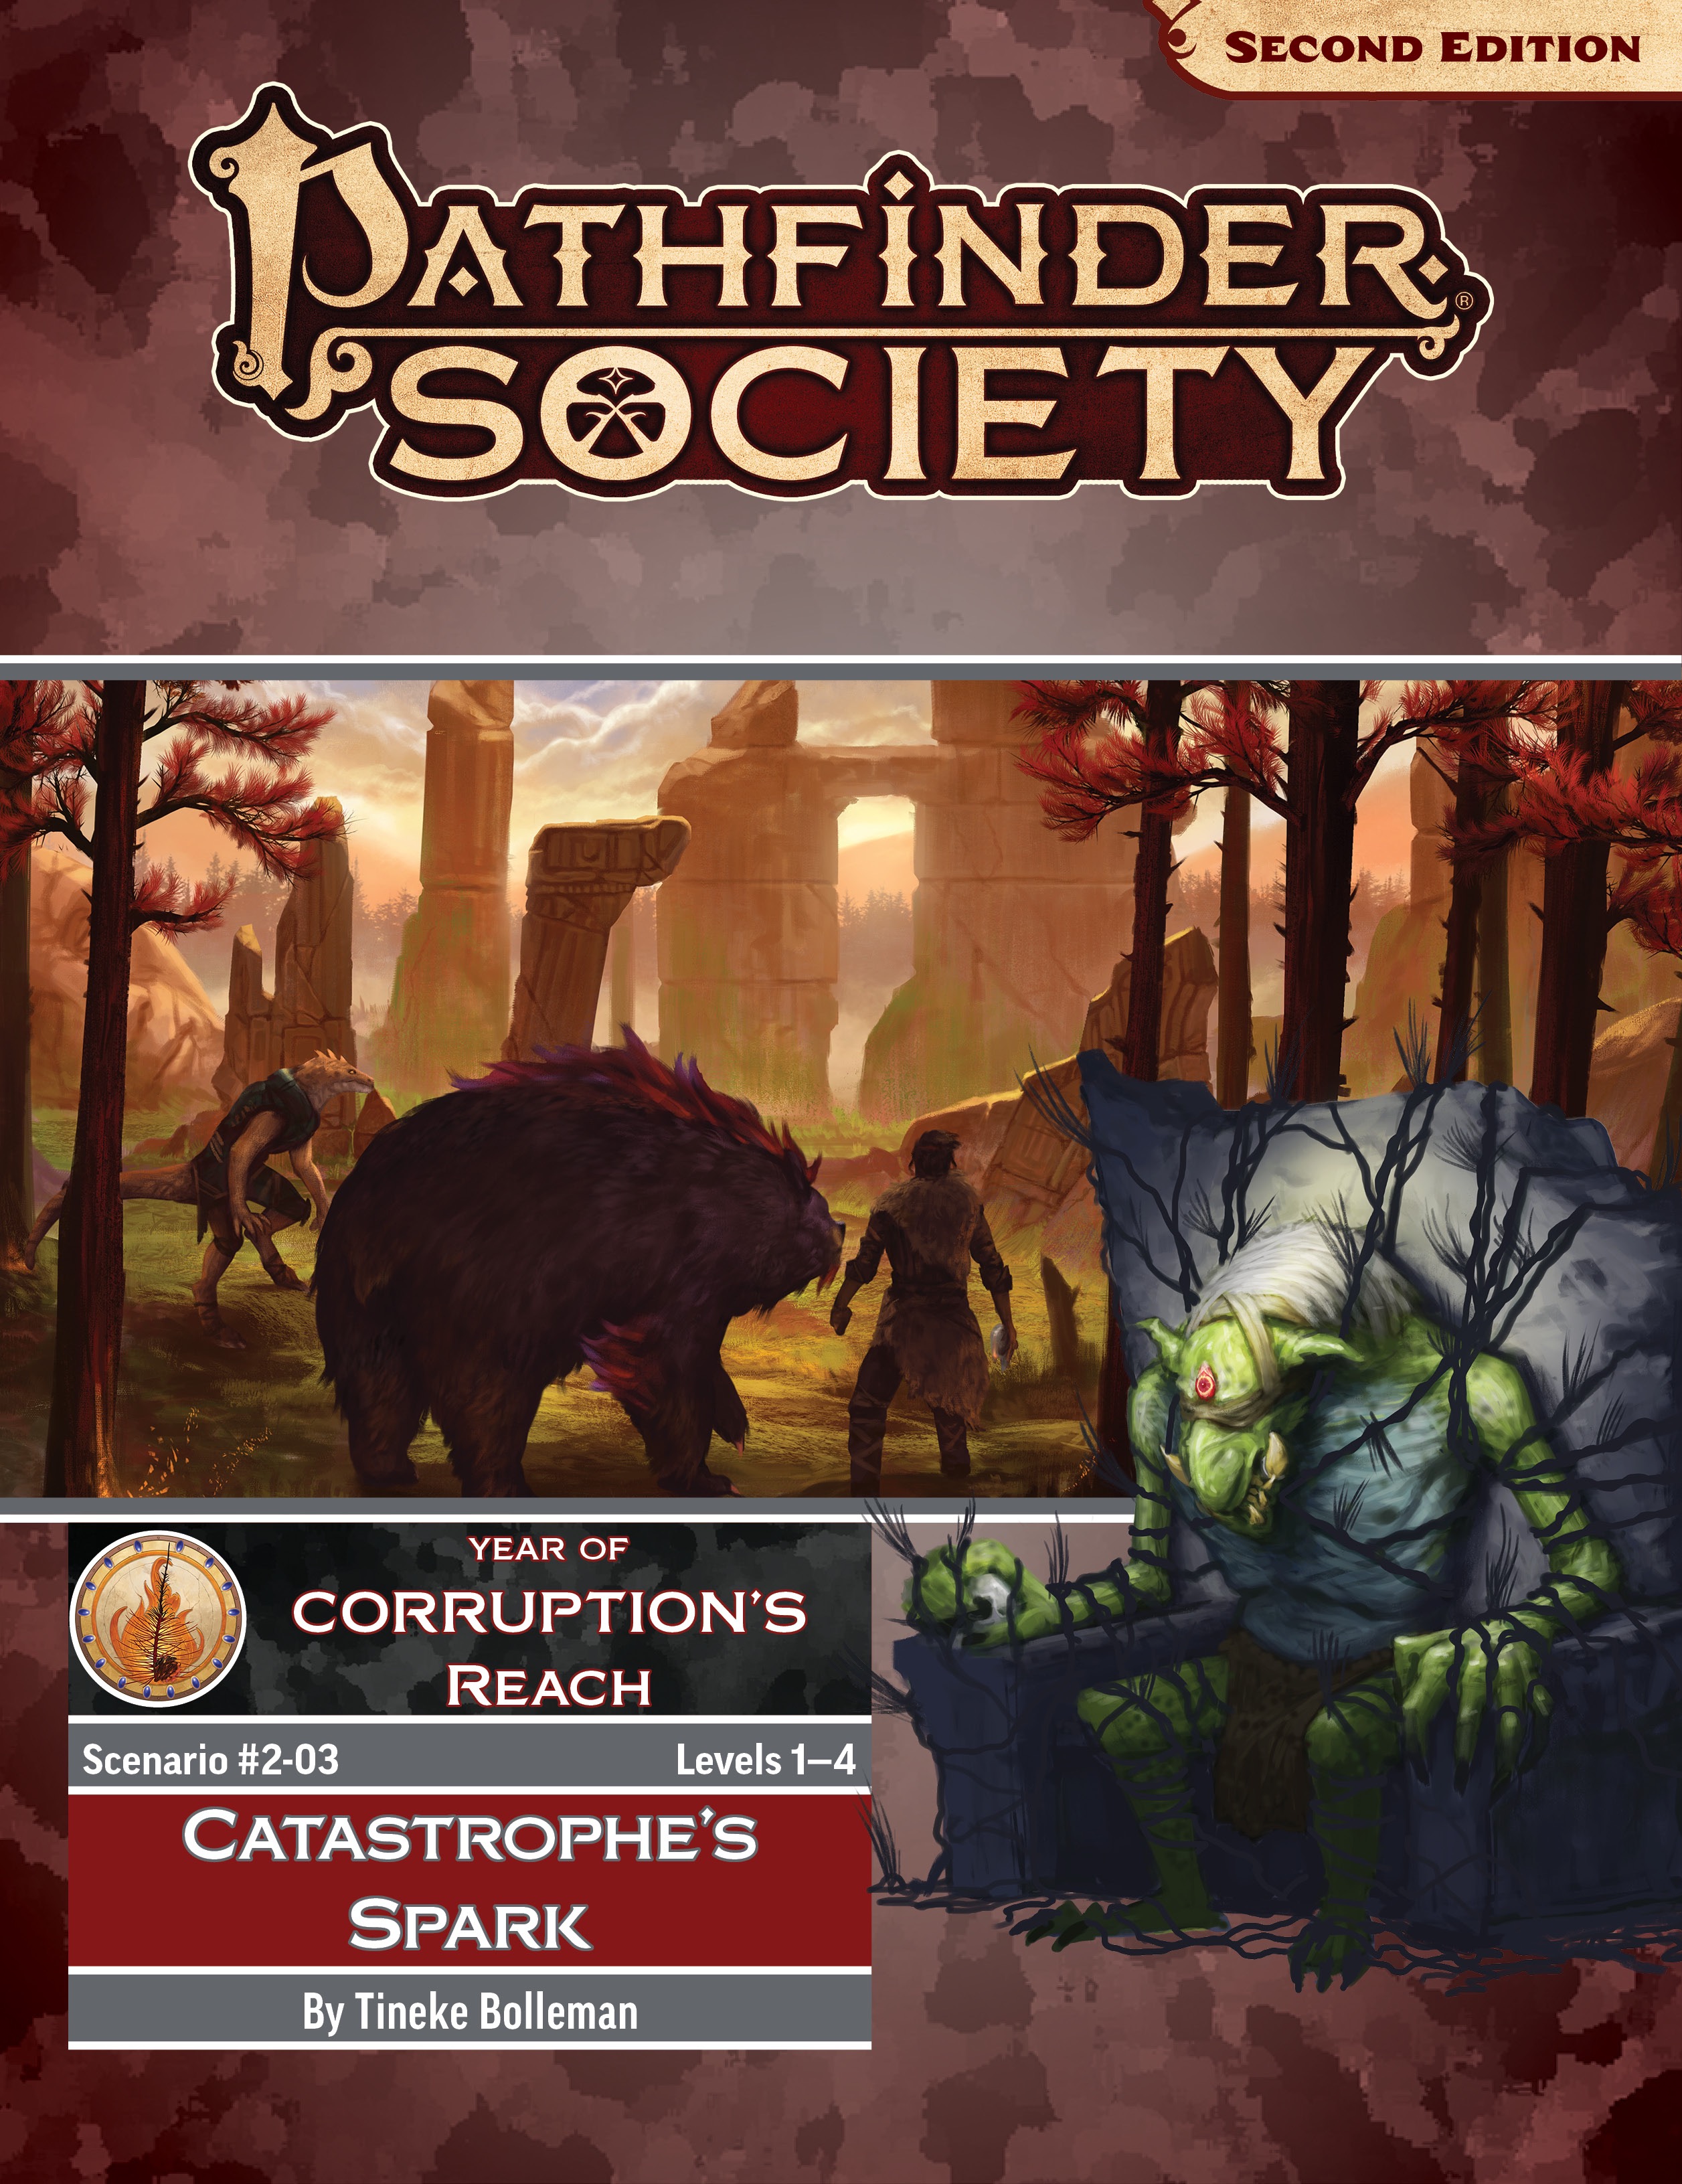 Second Edition
Pathfinder®
Society
Year of
Corruption's
Reach
Scenario #2-03
Levels 1–4
Catastrophe's
Spark
By Tineke Bolleman